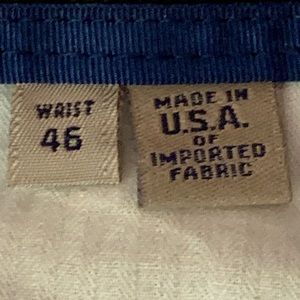 WAIST
46
MADE IN
U.S.A.
OF
IMPORTED
FABRIC